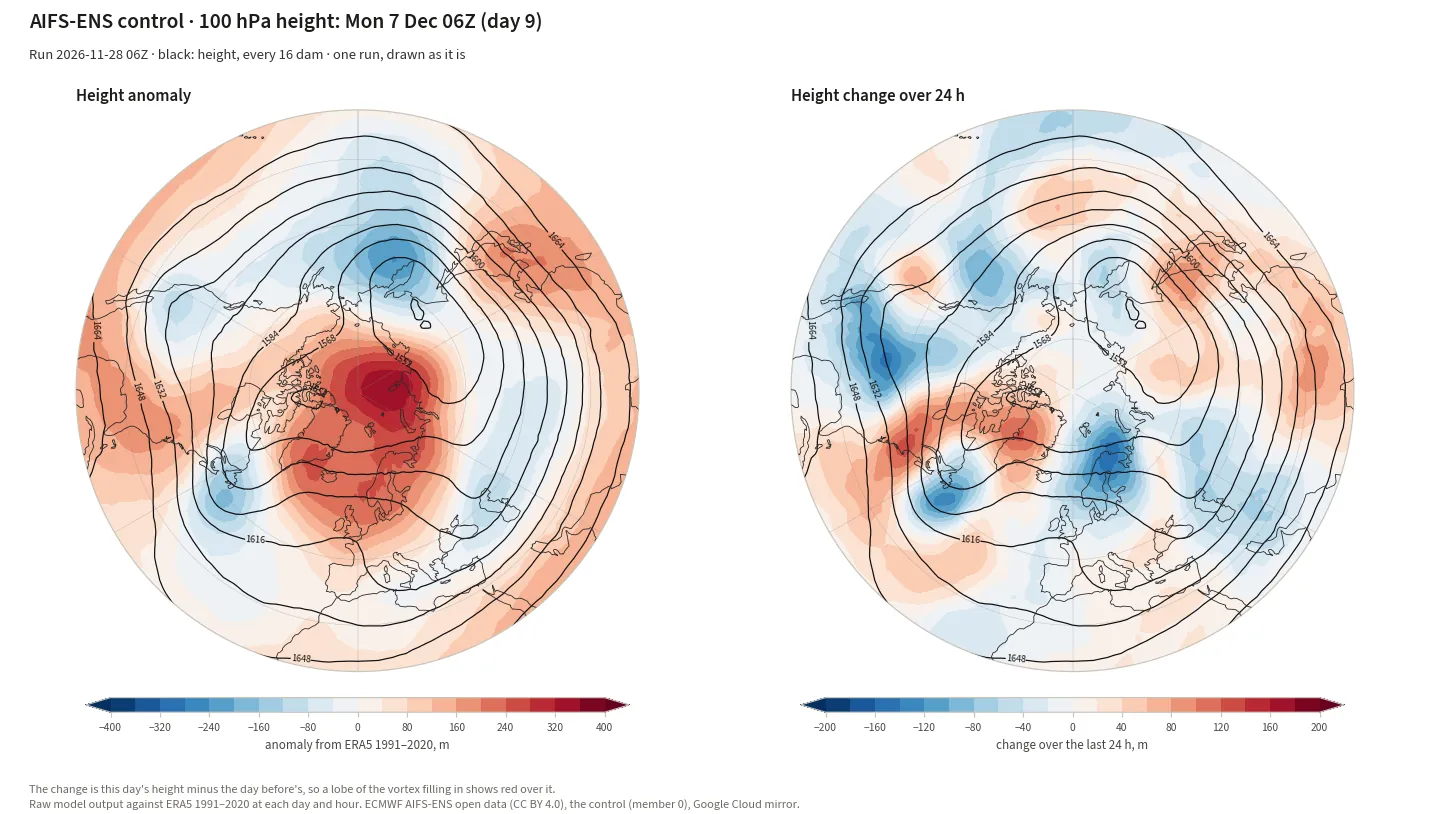 AIFS-ENS control · 100 hPa height: Mon 7 Dec 06Z (day 9)
Run 2026-11-28 06Z · black: height, every 16 dam · one run, drawn as it is
Height anomaly
Height change over 24 h
1664
1600
1664
1584
1568
1648
1632
1616
1648
1664
1600
1664
1584
1568
1648
1632
1616
1648
−400 −320 −240 −160 −80 0 80 160 240 320 400
anomaly from ERA5 1991–2020, m
−200 −160 −120 −80 −40 0 40 80 120 160 200
change over the last 24 h, m
The change is this day's height minus the day before's, so a lobe of the vortex filling in shows red over it.
Raw model output against ERA5 1991–2020 at each day and hour. ECMWF AIFS-ENS open data (CC BY 4.0), the control (member 0), Google Cloud mirror.